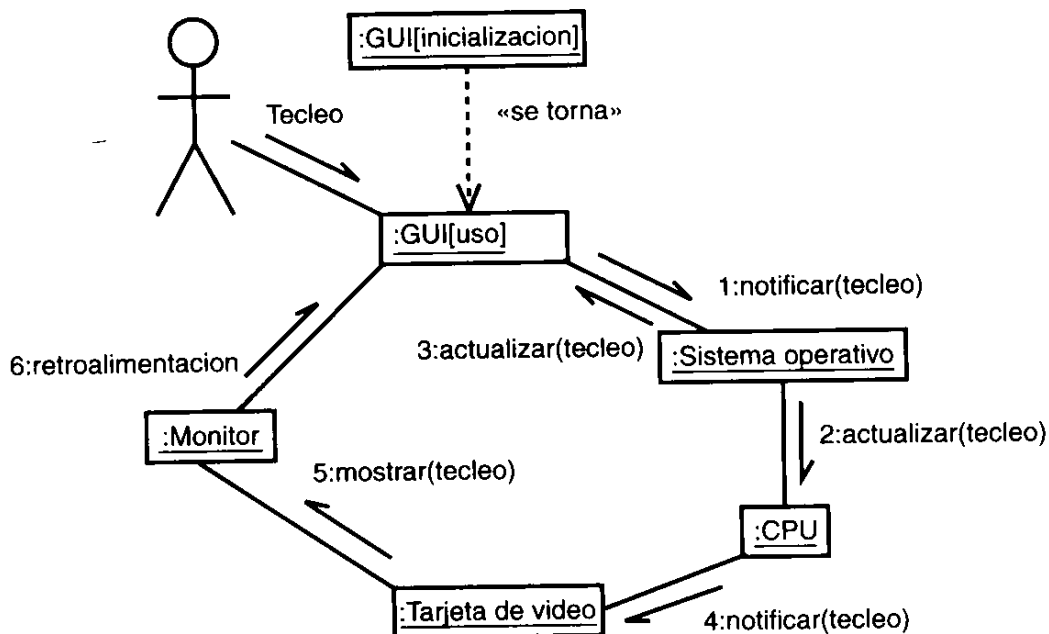 :GUI[inicializacion]
Tecleo
«se torna»
:GUI[uso]
1:notificar(tecleo)
3:actualizar(tecleo)
:Sistema operativo
6:retroalimentacion
:Monitor
2:actualizar(tecleo)
5:mostrar(tecleo)
:CPU
:Tarjeta de video
4:notificar(tecleo)